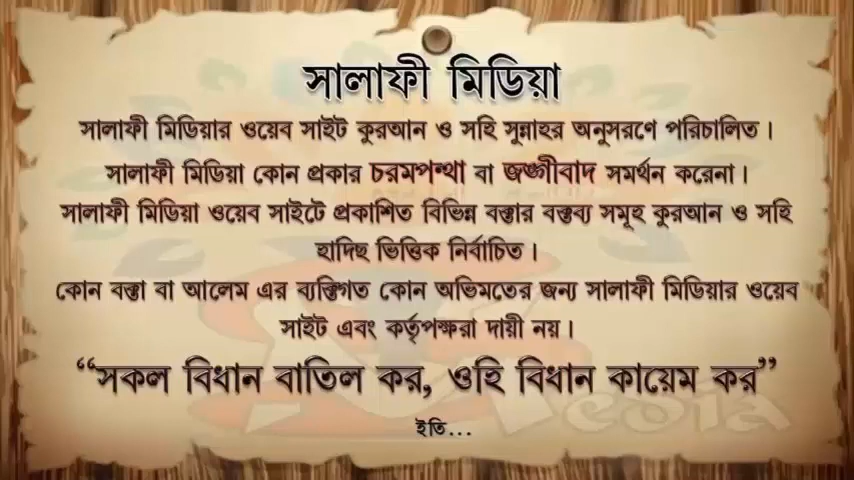 সালাফী মিডিয়া
সালাফী মিডিয়ার ওয়েব সাইট কুরআন ও সহি সুন্নাহর অনুসরণে পরিচালিত।
সালাফী মিডিয়া কোন প্রকার চরমপন্থা বা জঙ্গীবাদ সমর্থন করেনা।
সালাফী মিডিয়া ওয়েব সাইটে প্রকাশিত বিভিন্ন বক্তার বক্তব্য সমূহ কুরআন ও সহি
হাদিছ ভিত্তিক নির্বাচিত।
কোন বক্তা বা আলেম এর ব্যক্তিগত কোন অভিমতের জন্য সালাফী মিডিয়ার ওয়েব
সাইট এবং কর্তৃপক্ষরা দায়ী নয়।
“সকল বিধান বাতিল কর, ওহি বিধান কায়েম কর”
ইতি...